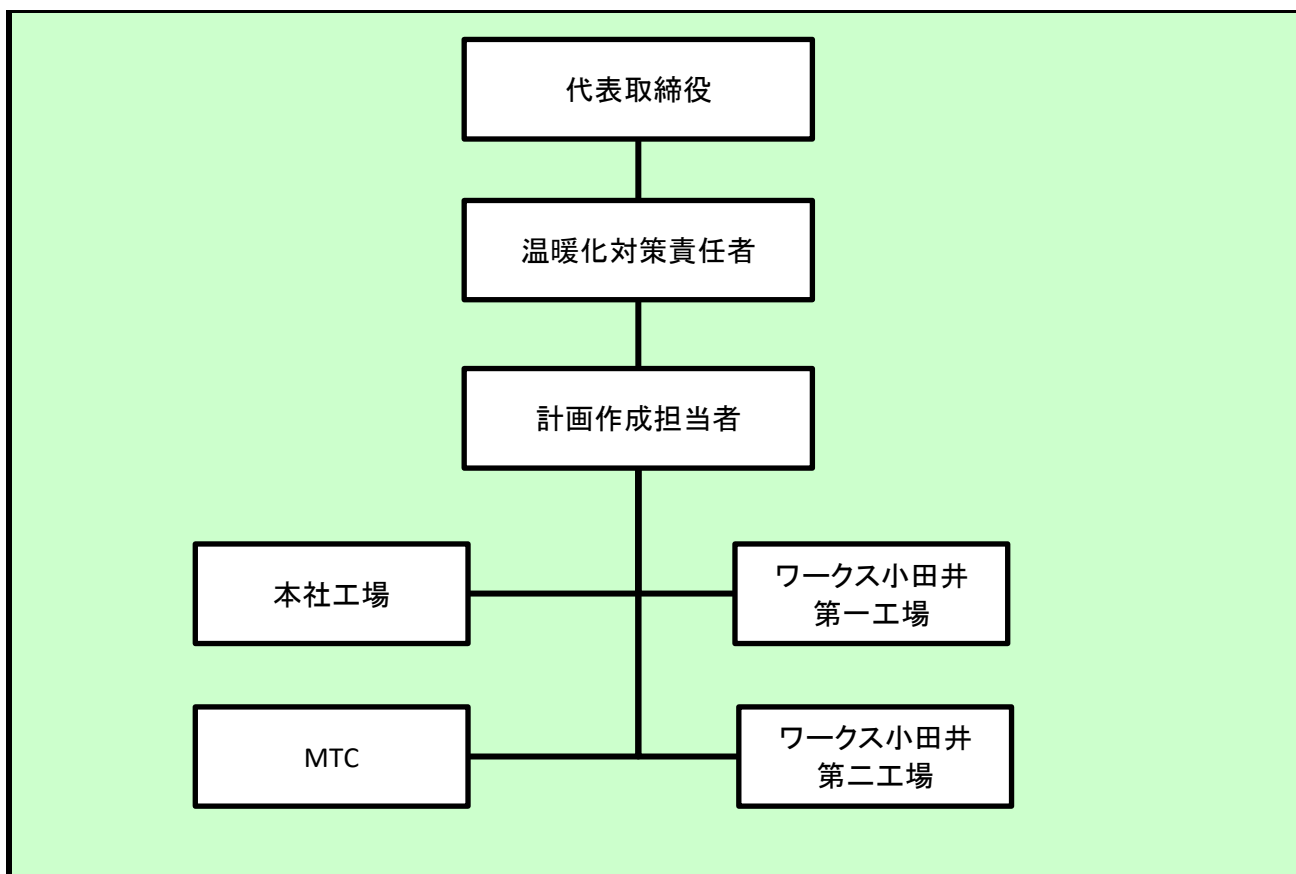 代表取締役
温暖化対策責任者
計画作成担当者
本社工場
ワークス小田井
第一工場
MTC
ワークス小田井
第二工場